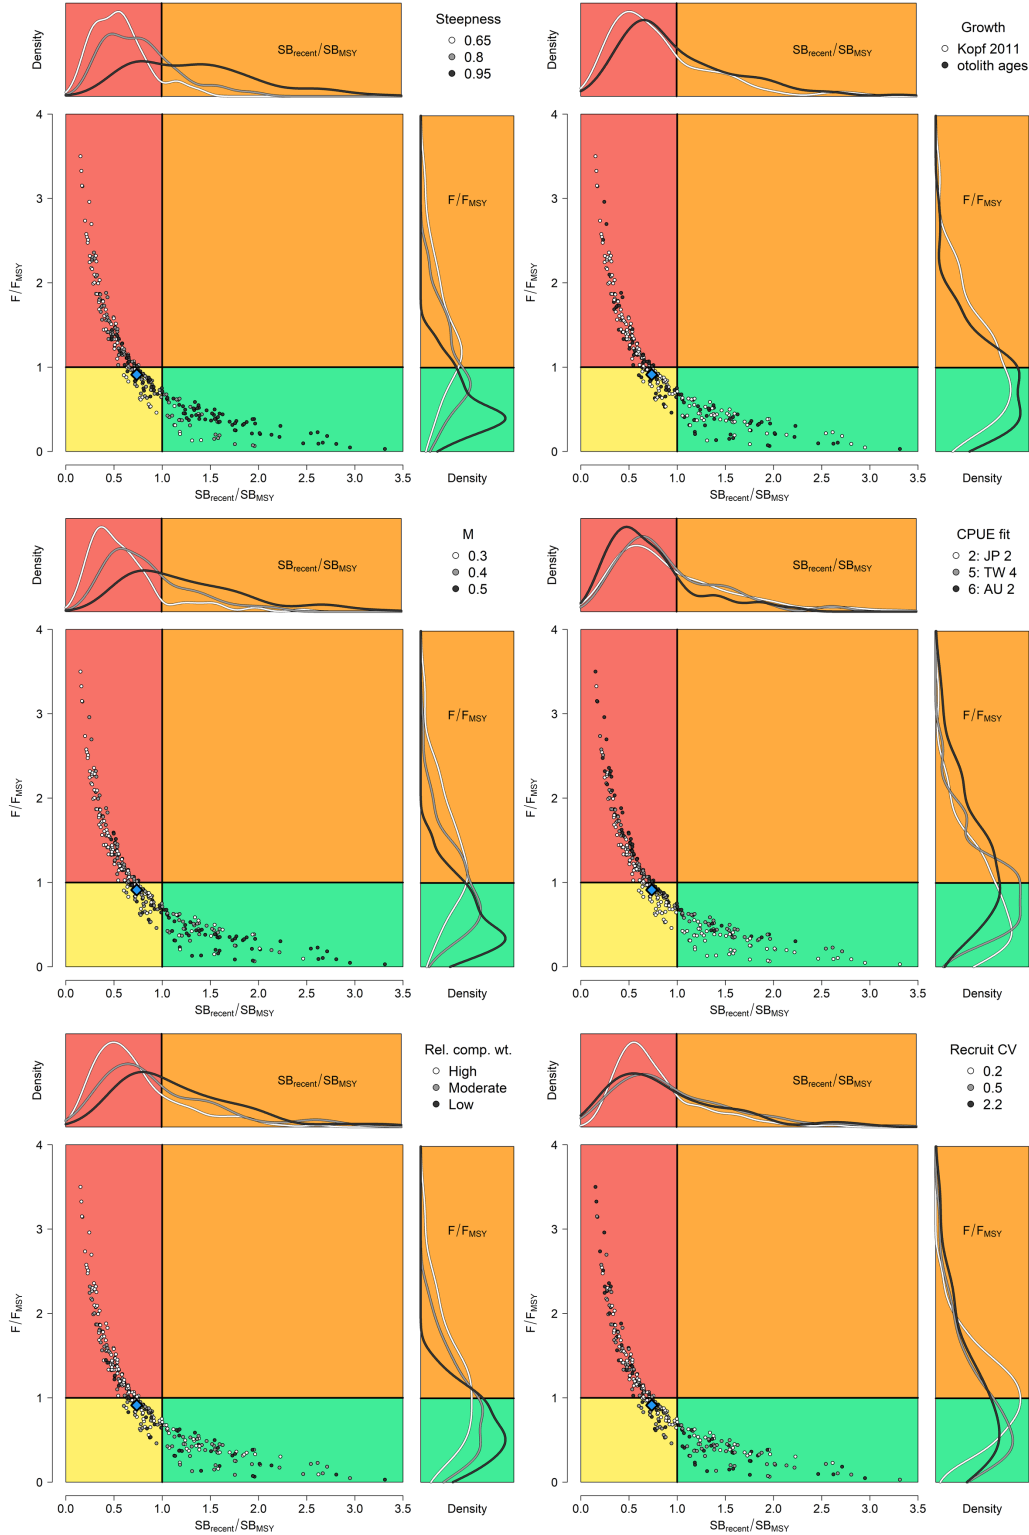 Density
SBrecent/SBMSY
Steepness
0.65
0.8
0.95
F/FMSY
4
3
2
1
0
F/FMSY
0.0 0.5 1.0 1.5 2.0 2.5 3.0 3.5
SBrecent/SBMSY
Density
Density
SBrecent/SBMSY
Growth
Kopf 2011
otolith ages
F/FMSY
4
3
2
1
0
F/FMSY
0.0 0.5 1.0 1.5 2.0 2.5 3.0 3.5
SBrecent/SBMSY
Density
Density
SBrecent/SBMSY
M
0.3
0.4
0.5
F/FMSY
4
3
2
1
0
F/FMSY
0.0 0.5 1.0 1.5 2.0 2.5 3.0 3.5
SBrecent/SBMSY
Density
Density
SBrecent/SBMSY
CPUE fit
2: JP 2
5: TW 4
6: AU 2
F/FMSY
4
3
2
1
0
F/FMSY
0.0 0.5 1.0 1.5 2.0 2.5 3.0 3.5
SBrecent/SBMSY
Density
Density
SBrecent/SBMSY
Rel. comp. wt.
High
Moderate
Low
F/FMSY
4
3
2
1
0
F/FMSY
0.0 0.5 1.0 1.5 2.0 2.5 3.0 3.5
SBrecent/SBMSY
Density
Density
SBrecent/SBMSY
Recruit CV
0.2
0.5
2.2
F/FMSY
4
3
2
1
0
F/FMSY
0.0 0.5 1.0 1.5 2.0 2.5 3.0 3.5
SBrecent/SBMSY
Density